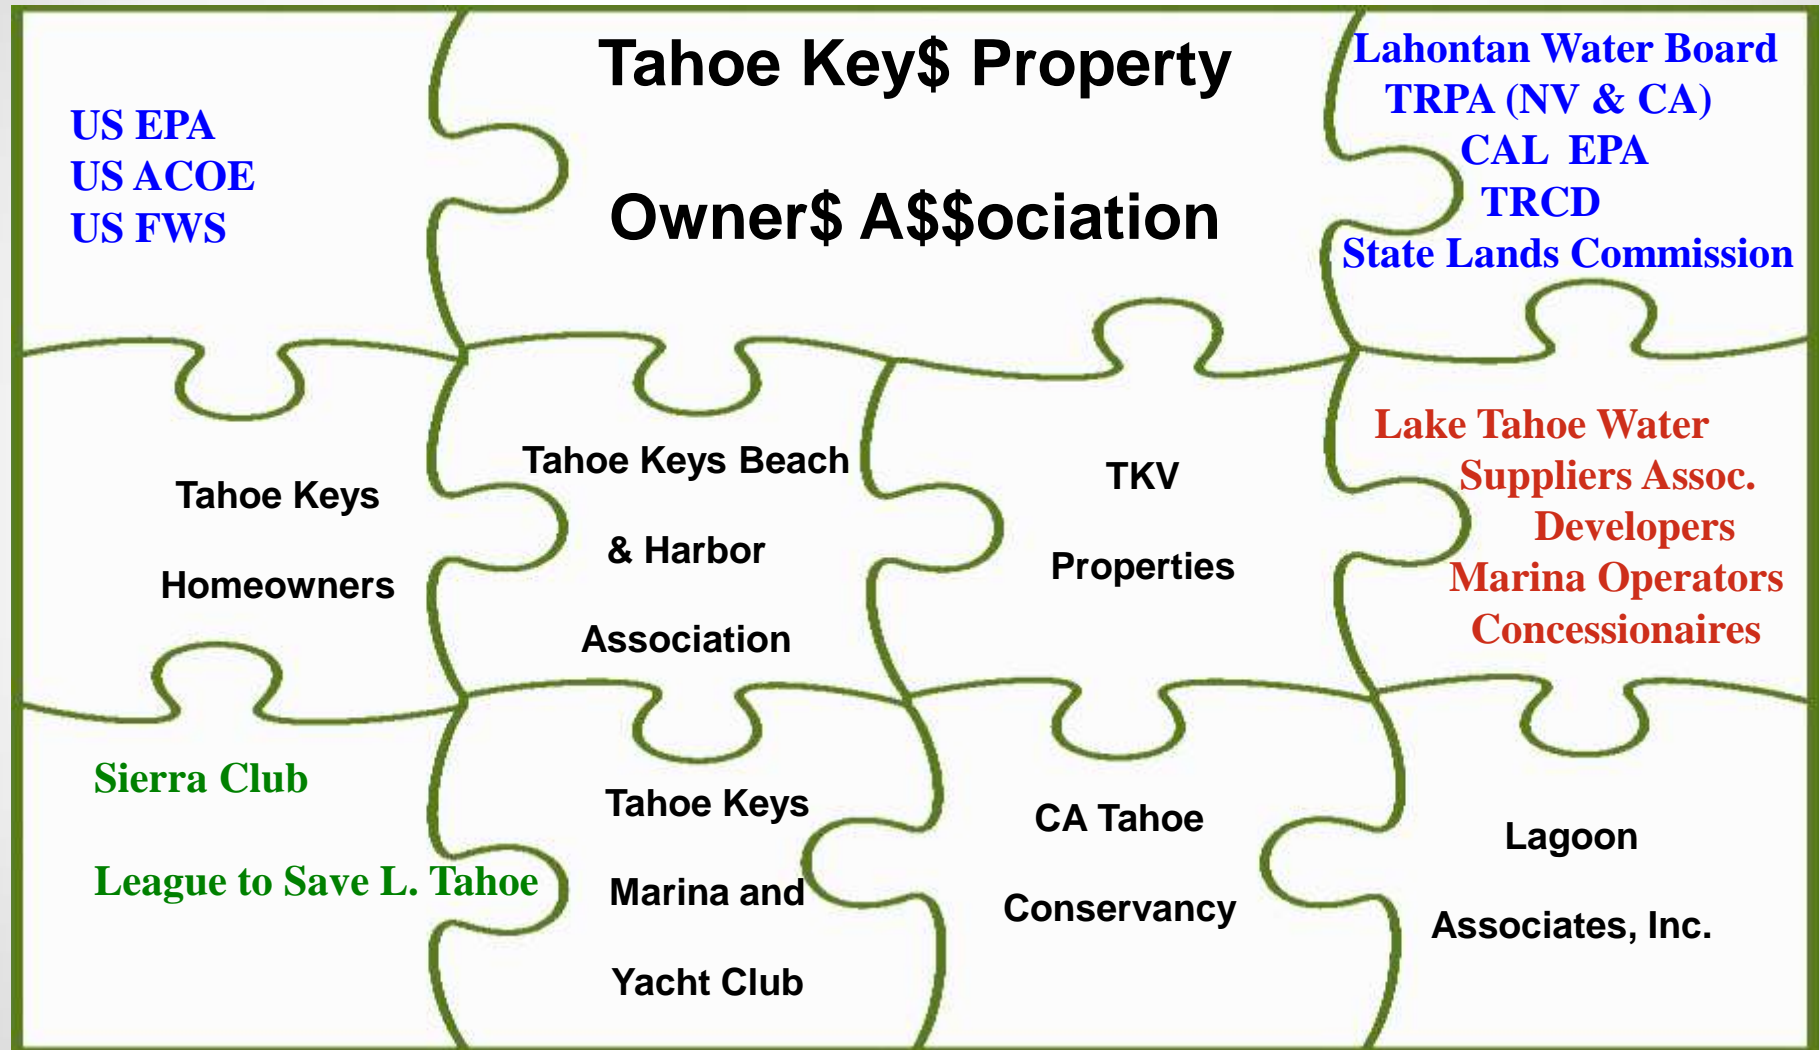 US EPA
US ACOE
US FWS
Tahoe Key$ Property
Owner$ A$$ociation
Lahontan Water Board
TRPA (NV & CA)
CAL EPA
TRCD
State Lands Commission
Tahoe Keys
Homeowners
Tahoe Keys Beach
& Harbor
Association
TKV
Properties
Lake Tahoe Water
Suppliers Assoc.
Developers
Marina Operators
Concessionaires
Sierra Club
League to Save L. Tahoe
Tahoe Keys
Marina and
Yacht Club
CA Tahoe
Conservancy
Lagoon
Associates, Inc.